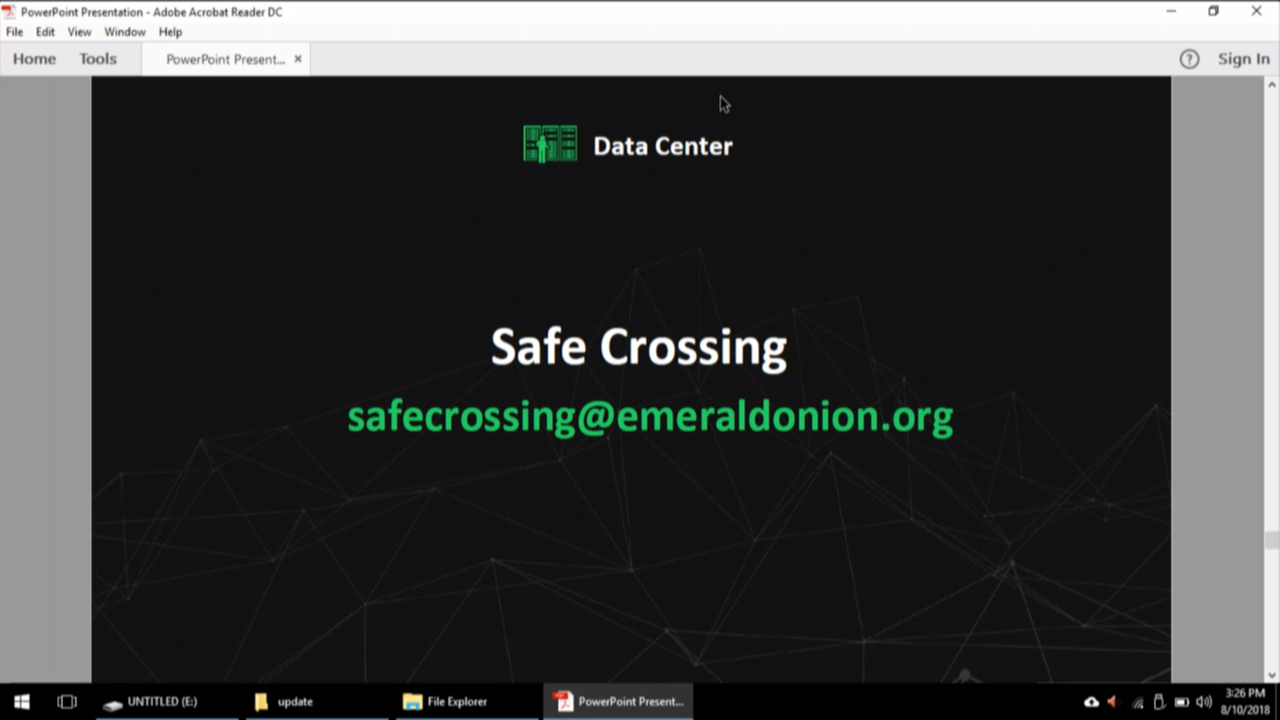 PowerPoint Presentation - Adobe Acrobat Reader DC
File Edit View Window Help
Home Tools PowerPoint Present... × ? Sign In
Data Center
Safe Crossing
safecrossing@emeraldonion.org
UNTITLED (E:) update File Explorer PowerPoint Present... 3:26 PM
8/10/2018